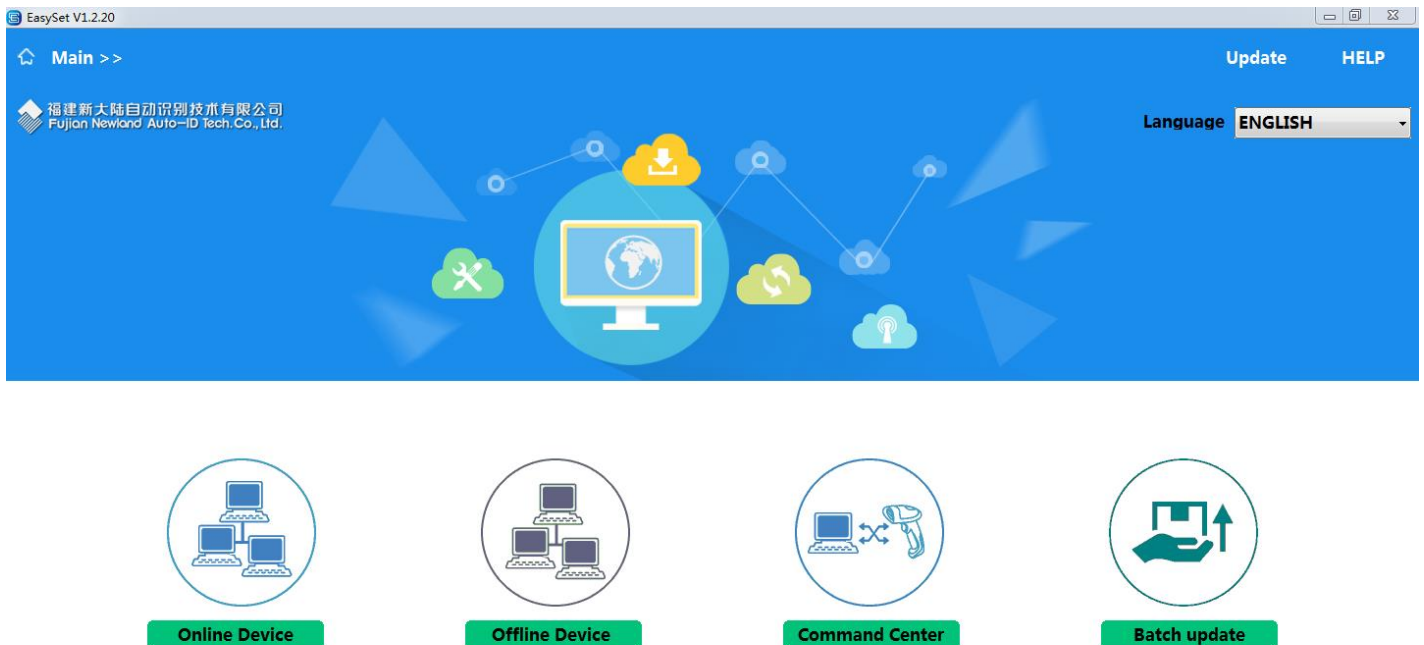 EasySet V1.2.20
Main >>
Update
HELP
福建新大陆自动识别技术有限公司
Fujian Newland Auto-ID Tech.Co.,Ltd.
Language
ENGLISH
Online Device
Offline Device
Command Center
Batch update